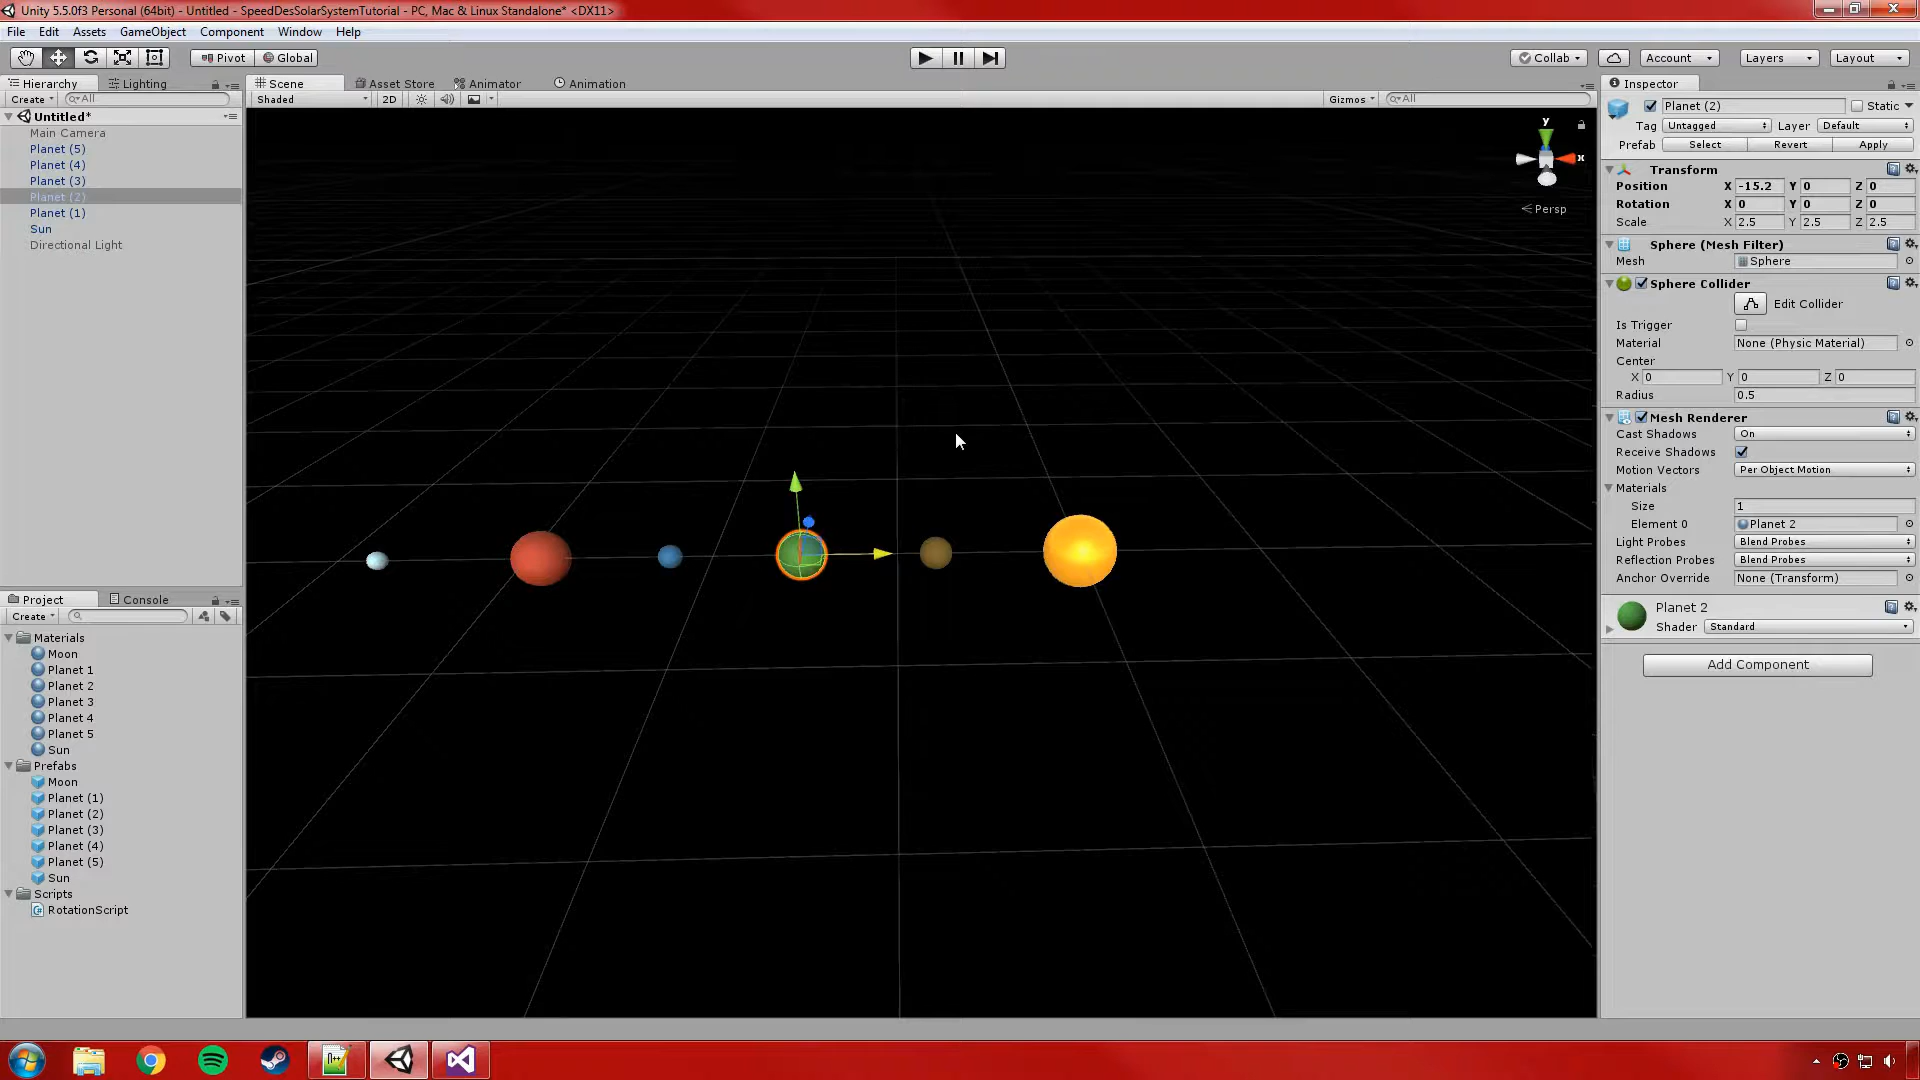 Unity 5.5.0f3 Personal (64bit) - Untitled - SpeedDesSolarSystemTutorial - PC, Mac & Linux Standalone* <DX11>
File Edit Assets GameObject Component Window Help
Pivot Global Collab Account Layers Layout
Hierarchy Lighting Scene Asset Store Animator Animation Inspector
Create All Shaded 2D Gizmos All
Untitled*
Main Camera
Planet (5)
Planet (4)
Planet (3)
Planet (2)
Planet (1)
Sun
Directional Light
y
x
Persp
Planet (2) Static
Tag Untagged Layer Default
Prefab Select Revert Apply
Transform
Position X -15.2 Y 0 Z 0
Rotation X 0 Y 0 Z 0
Scale X 2.5 Y 2.5 Z 2.5
Sphere (Mesh Filter)
Mesh Sphere
Sphere Collider
Edit Collider
Is Trigger
Material None (Physic Material)
Center
X 0 Y 0 Z 0
Radius 0.5
Mesh Renderer
Cast Shadows On
Receive Shadows
Motion Vectors Per Object Motion
Materials
Size 1
Element 0 Planet 2
Light Probes Blend Probes
Reflection Probes Blend Probes
Anchor Override None (Transform)
Planet 2
Shader Standard
Add Component
Project Console
Create
Materials
Moon
Planet 1
Planet 2
Planet 3
Planet 4
Planet 5
Sun
Prefabs
Moon
Planet (1)
Planet (2)
Planet (3)
Planet (4)
Planet (5)
Sun
Scripts
RotationScript